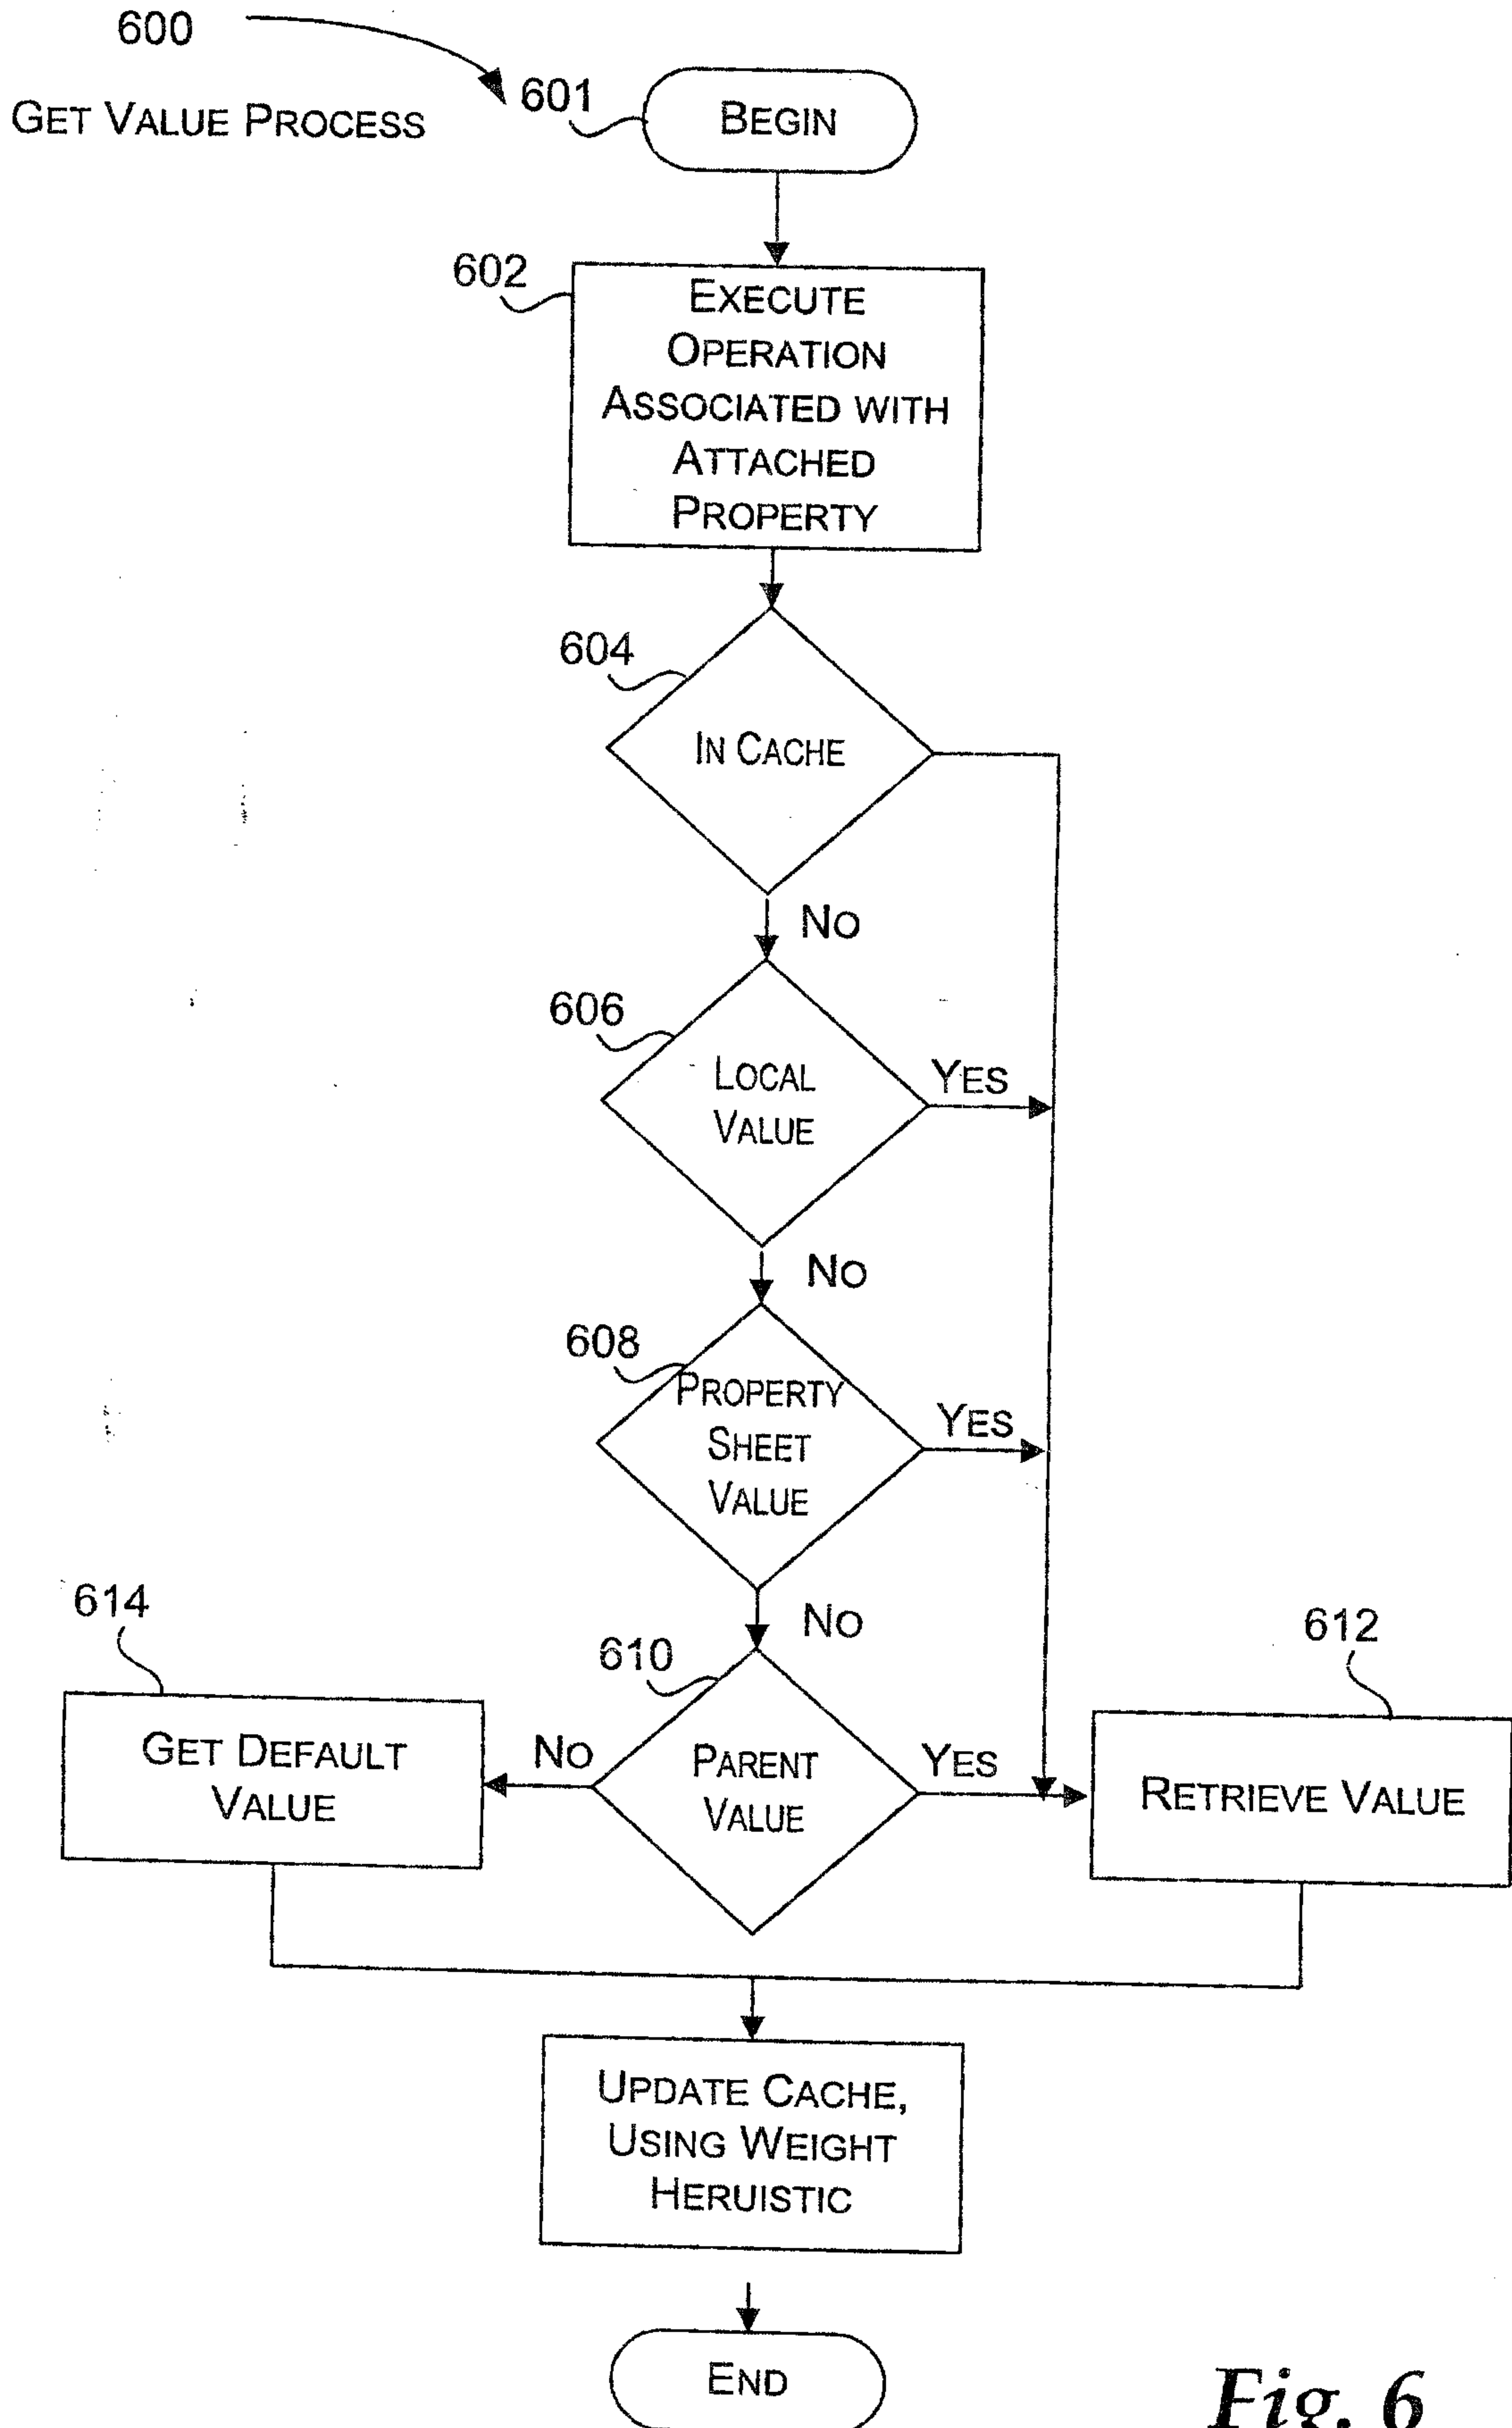 600
GET VALUE PROCESS
601
BEGIN
602
EXECUTE
OPERATION
ASSOCIATED WITH
ATTACHED
PROPERTY
604
IN CACHE
NO
606
LOCAL
VALUE
YES
NO
608
PROPERTY
SHEET
VALUE
YES
NO
610
PARENT
VALUE
NO
YES
614
GET DEFAULT
VALUE
612
RETRIEVE VALUE
UPDATE CACHE,
USING WEIGHT
HERUISTIC
END
Fig. 6